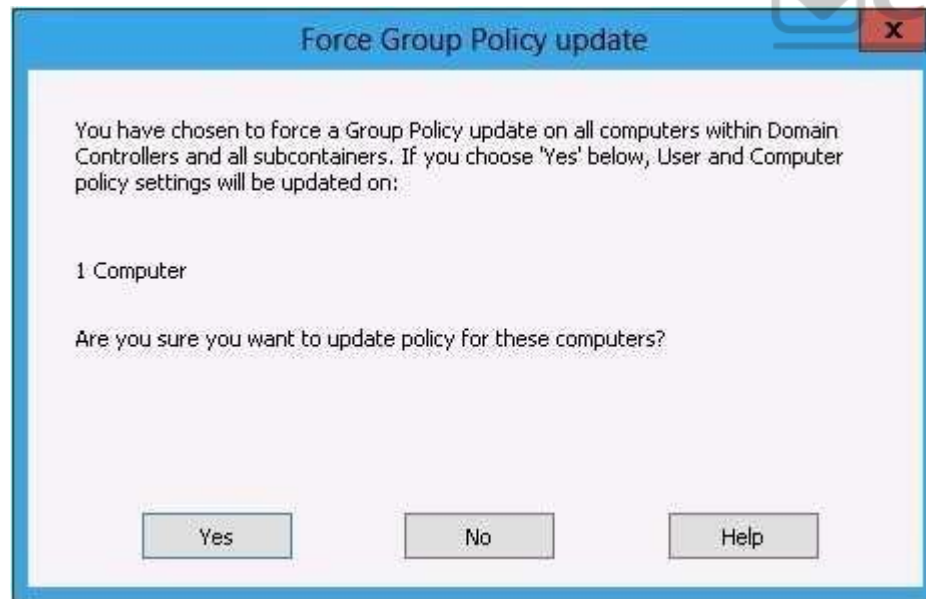 Force Group Policy update
x
You have chosen to force a Group Policy update on all computers within Domain
Controllers and all subcontainers. If you choose 'Yes' below, User and Computer
policy settings will be updated on:
1 Computer
Are you sure you want to update policy for these computers?
Yes
No
Help